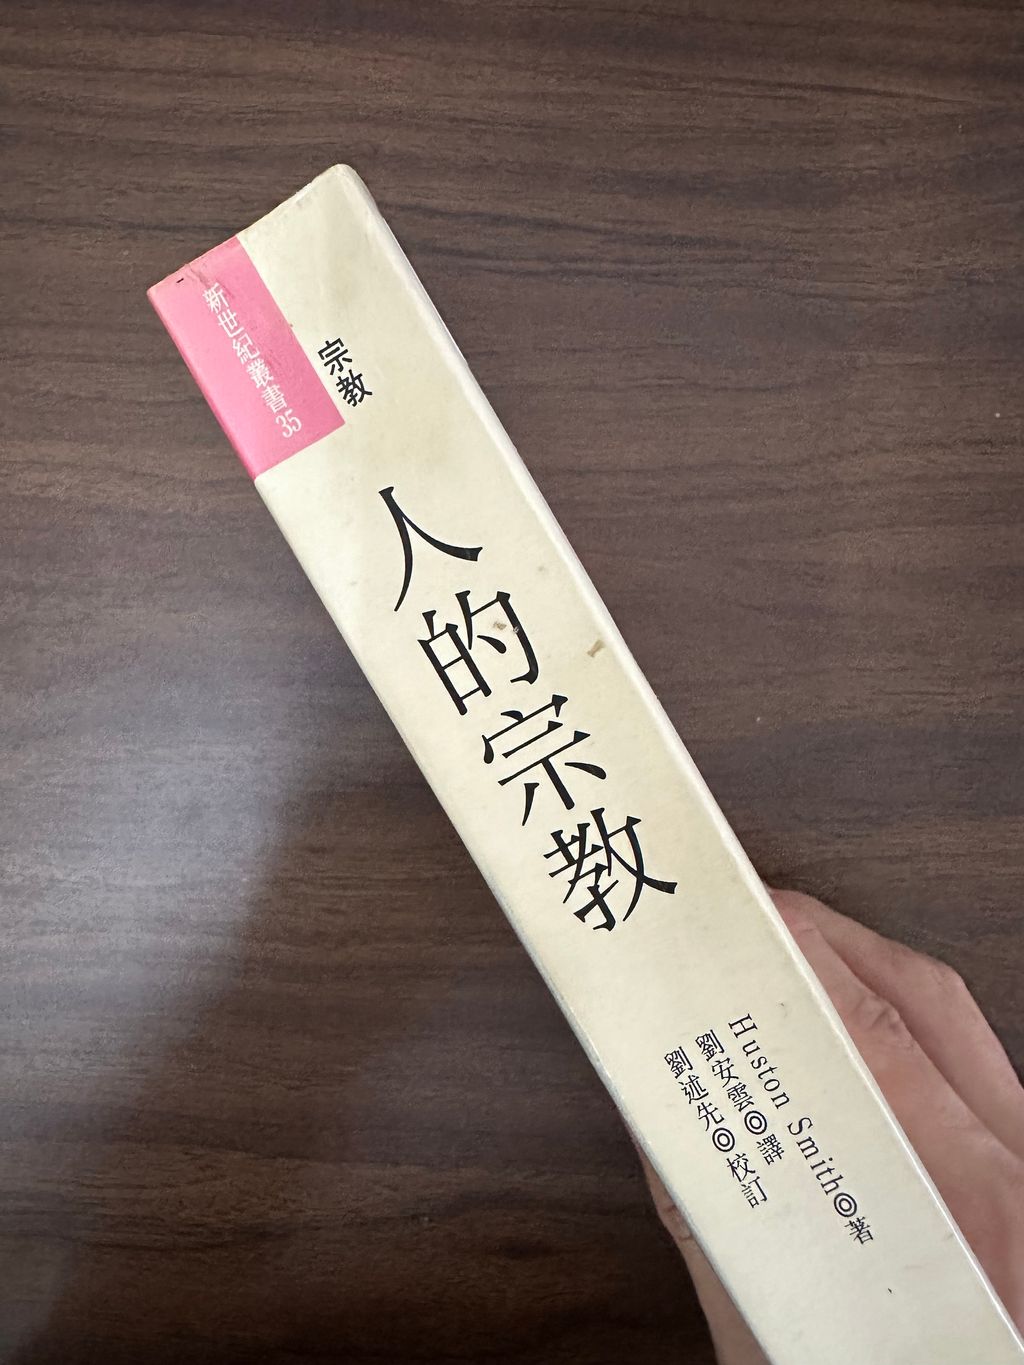 新世紀叢書35
宗教
人的宗教
Huston Smith◎著
劉安雲◎譯
劉述先◎校訂